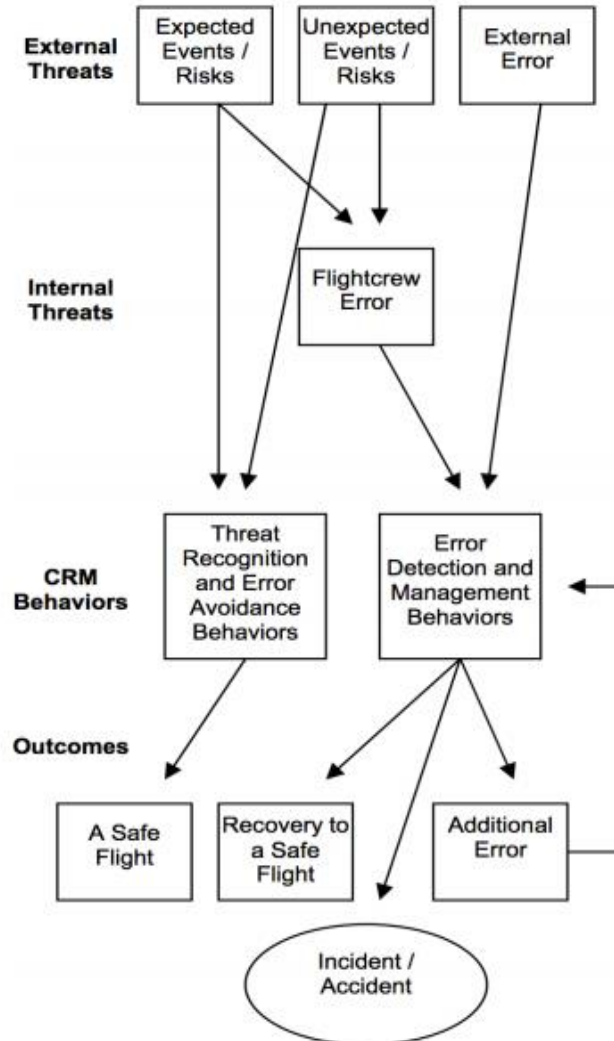 External
Threats
Expected
Events /
Risks
Unexpected
Events /
Risks
External
Error
Internal
Threats
Flightcrew
Error
CRM
Behaviors
Threat
Recognition
and Error
Avoidance
Behaviors
Error
Detection and
Management
Behaviors
Outcomes
A Safe
Flight
Recovery to
a Safe
Flight
Additional
Error
Incident /
Accident